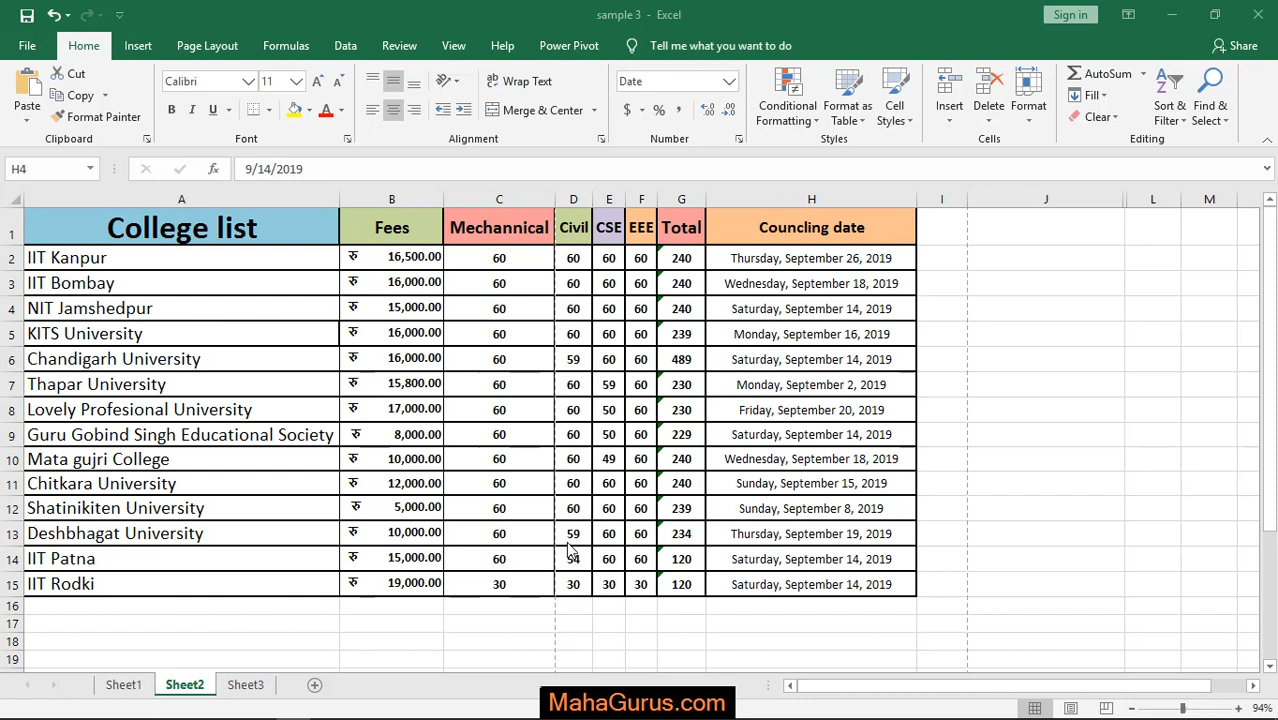 sample 3 - Excel
Sign in
File Home Insert Page Layout Formulas Data Review View Help Power Pivot Tell me what you want to do Share
Paste
Cut
Copy
Format Painter
Clipboard
Calibri 11
B I U
Font
Wrap Text
Merge & Center
Alignment
Date
$ % ,
Number
Conditional Formatting
Format as Table
Cell Styles
Styles
Insert Delete Format
Cells
AutoSum
Fill
Clear
Sort & Filter
Find & Select
Editing
H4 fx 9/14/2019
A B C D E F G H I J L M
1 College list Fees Mechannical Civil CSE EEE Total Councling date
2 IIT Kanpur रु 16,500.00 60 60 60 60 240 Thursday, September 26, 2019
3 IIT Bombay रु 16,000.00 60 60 60 60 240 Wednesday, September 18, 2019
4 NIT Jamshedpur रु 15,000.00 60 60 60 60 240 Saturday, September 14, 2019
5 KITS University रु 16,000.00 60 60 60 60 239 Monday, September 16, 2019
6 Chandigarh University रु 16,000.00 60 59 60 60 489 Saturday, September 14, 2019
7 Thapar University रु 15,800.00 60 60 59 60 230 Monday, September 2, 2019
8 Lovely Profesional University रु 17,000.00 60 60 50 60 230 Friday, September 20, 2019
9 Guru Gobind Singh Educational Society रु 8,000.00 60 60 50 60 229 Saturday, September 14, 2019
10 Mata gujri College रु 10,000.00 60 60 49 60 240 Wednesday, September 18, 2019
11 Chitkara University रु 12,000.00 60 60 60 60 240 Sunday, September 15, 2019
12 Shatinikiten University रु 5,000.00 60 60 60 60 239 Sunday, September 8, 2019
13 Deshbhagat University रु 10,000.00 60 59 60 60 234 Thursday, September 19, 2019
14 IIT Patna रु 15,000.00 60 54 60 60 120 Saturday, September 14, 2019
15 IIT Rodki रु 19,000.00 30 30 30 30 120 Saturday, September 14, 2019
16
17
18
19
Sheet1 Sheet2 Sheet3
MahaGurus.com
94%